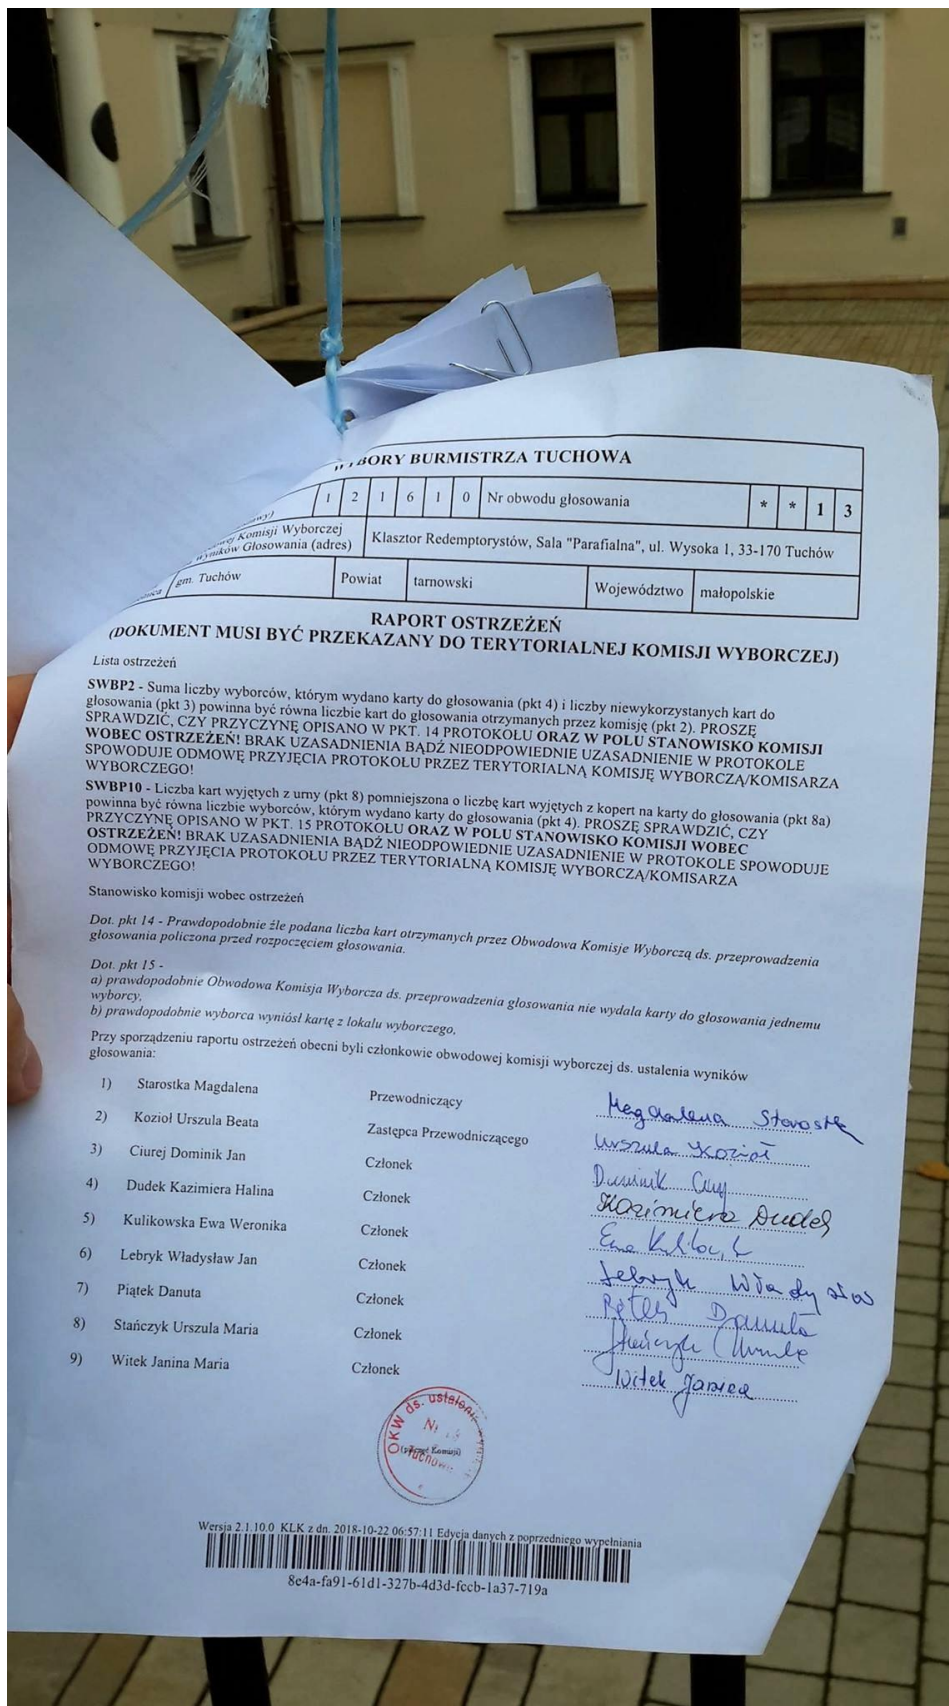 BORY BURMISTRZA TUCHOWA
1 2 1 6 1 0 Nr obwodu głosowania * * 1 3
Komisji Wyborczej
Wyników Głosowania (adres) Klasztor Redemptorystów, Sala "Parafialna", ul. Wysoka 1, 33-170 Tuchów
gm. Tuchów Powiat tarnowski Województwo małopolskie
RAPORT OSTRZEŻEŃ
(DOKUMENT MUSI BYĆ PRZEKAZANY DO TERYTORIALNEJ KOMISJI WYBORCZEJ)
Lista ostrzeżeń
SWBP2 - Suma liczby wyborców, którym wydano karty do głosowania (pkt 4) i liczby niewykorzystanych kart do
głosowania (pkt 3) powinna być równa liczbie kart do głosowania otrzymanych przez komisję (pkt 2). PROSZĘ
SPRAWDZIĆ, CZY PRZYCZYNĘ OPISANO W PKT. 14 PROTOKOŁU ORAZ W POLU STANOWISKO KOMISJI
WOBEC OSTRZEŻEŃ! BRAK UZASADNIENIA BĄDŹ NIEODPOWIEDNIE UZASADNIENIE W PROTOKOLE
SPOWODUJE ODMOWĘ PRZYJĘCIA PROTOKOŁU PRZEZ TERYTORIALNĄ KOMISJĘ WYBORCZĄ/KOMISARZA
WYBORCZEGO!
SWBP10 - Liczba kart wyjętych z urny (pkt 8) pomniejszona o liczbę kart wyjętych z kopert na karty do głosowania (pkt 8a)
powinna być równa liczbie wyborców, którym wydano karty do głosowania (pkt 4). PROSZĘ SPRAWDZIĆ, CZY
PRZYCZYNĘ OPISANO W PKT. 15 PROTOKOŁU ORAZ W POLU STANOWISKO KOMISJI WOBEC
OSTRZEŻEŃ! BRAK UZASADNIENIA BĄDŹ NIEODPOWIEDNIE UZASADNIENIE W PROTOKOLE SPOWODUJE
ODMOWĘ PRZYJĘCIA PROTOKOŁU PRZEZ TERYTORIALNĄ KOMISJĘ WYBORCZĄ/KOMISARZA
WYBORCZEGO!
Stanowisko komisji wobec ostrzeżeń
Dot. pkt 14 - Prawdopodobnie źle podana liczba kart otrzymanych przez Obwodowa Komisje Wyborczą ds. przeprowadzenia
głosowania policzona przed rozpoczęciem głosowania.
Dot. pkt 15 -
a) prawdopodobnie Obwodowa Komisja Wyborcza ds. przeprowadzenia głosowania nie wydala karty do głosowania jednemu
wyborcy,
b) prawdopodobnie wyborca wyniósł kartę z lokalu wyborczego,
Przy sporządzeniu raportu ostrzeżeń obecni byli członkowie obwodowej komisji wyborczej ds. ustalenia wyników
głosowania:
1) Starostka Magdalena Przewodniczący Magdalena Starostka
2) Kozioł Urszula Beata Zastępca Przewodniczącego Urszula Kozioł
3) Ciurej Dominik Jan Członek Dominik
4) Dudek Kazimiera Halina Członek Kazimiera Dudek
5) Kulikowska Ewa Weronika Członek Ewa
6) Lebryk Władysław Jan Członek Lebryk Władysław
7) Piątek Danuta Członek Danuta
8) Stańczyk Urszula Maria Członek Stańczyk
9) Witek Janina Maria Członek Witek Janina
OKW ds. ustalenia
Nr
(pieczęć Komisji)
Tuchowie
Wersja 2.1.10.0 KLK z dn. 2018-10-22 06:57:11 Edycja danych z poprzedniego wypełniania
8e4a-fa91-61d1-327b-4d3d-fccb-1a37-719a